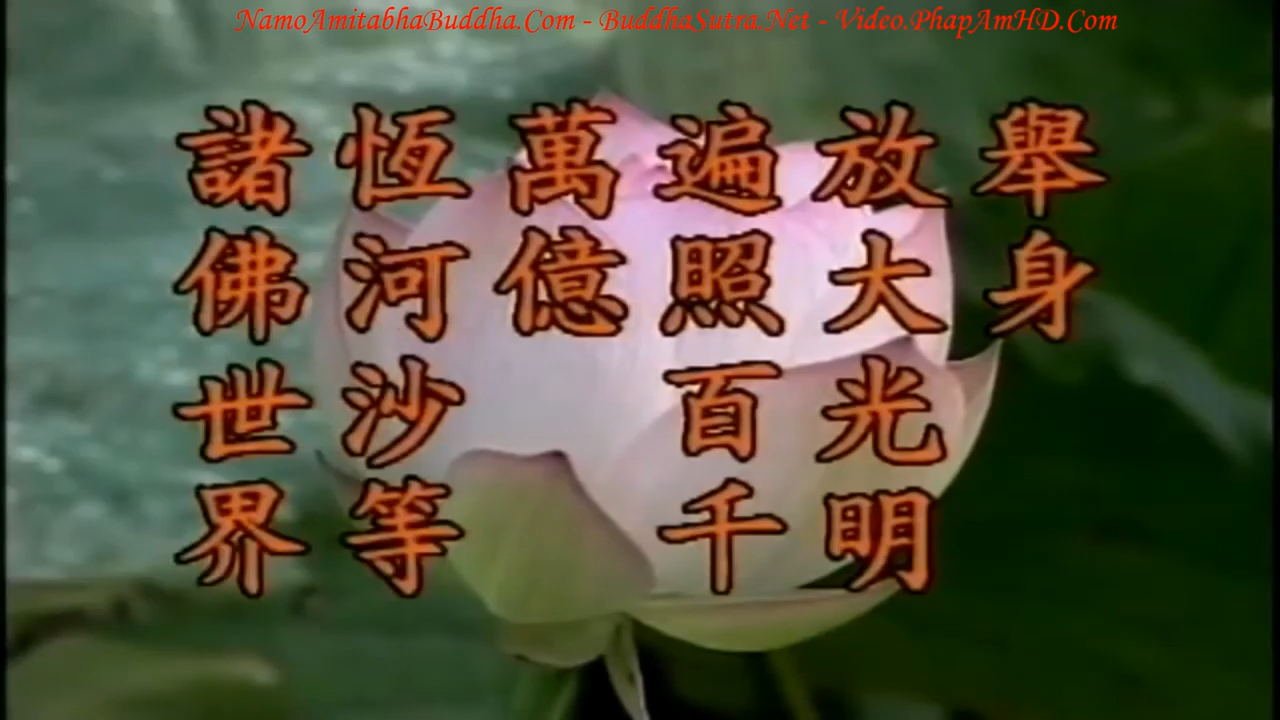 NamoAmitabhaBuddha.Com - BuddhaSutra.Net - Video.PhapAmHD.Com
舉身
放大光明
遍照百千
萬億
恆河沙等
諸佛世界